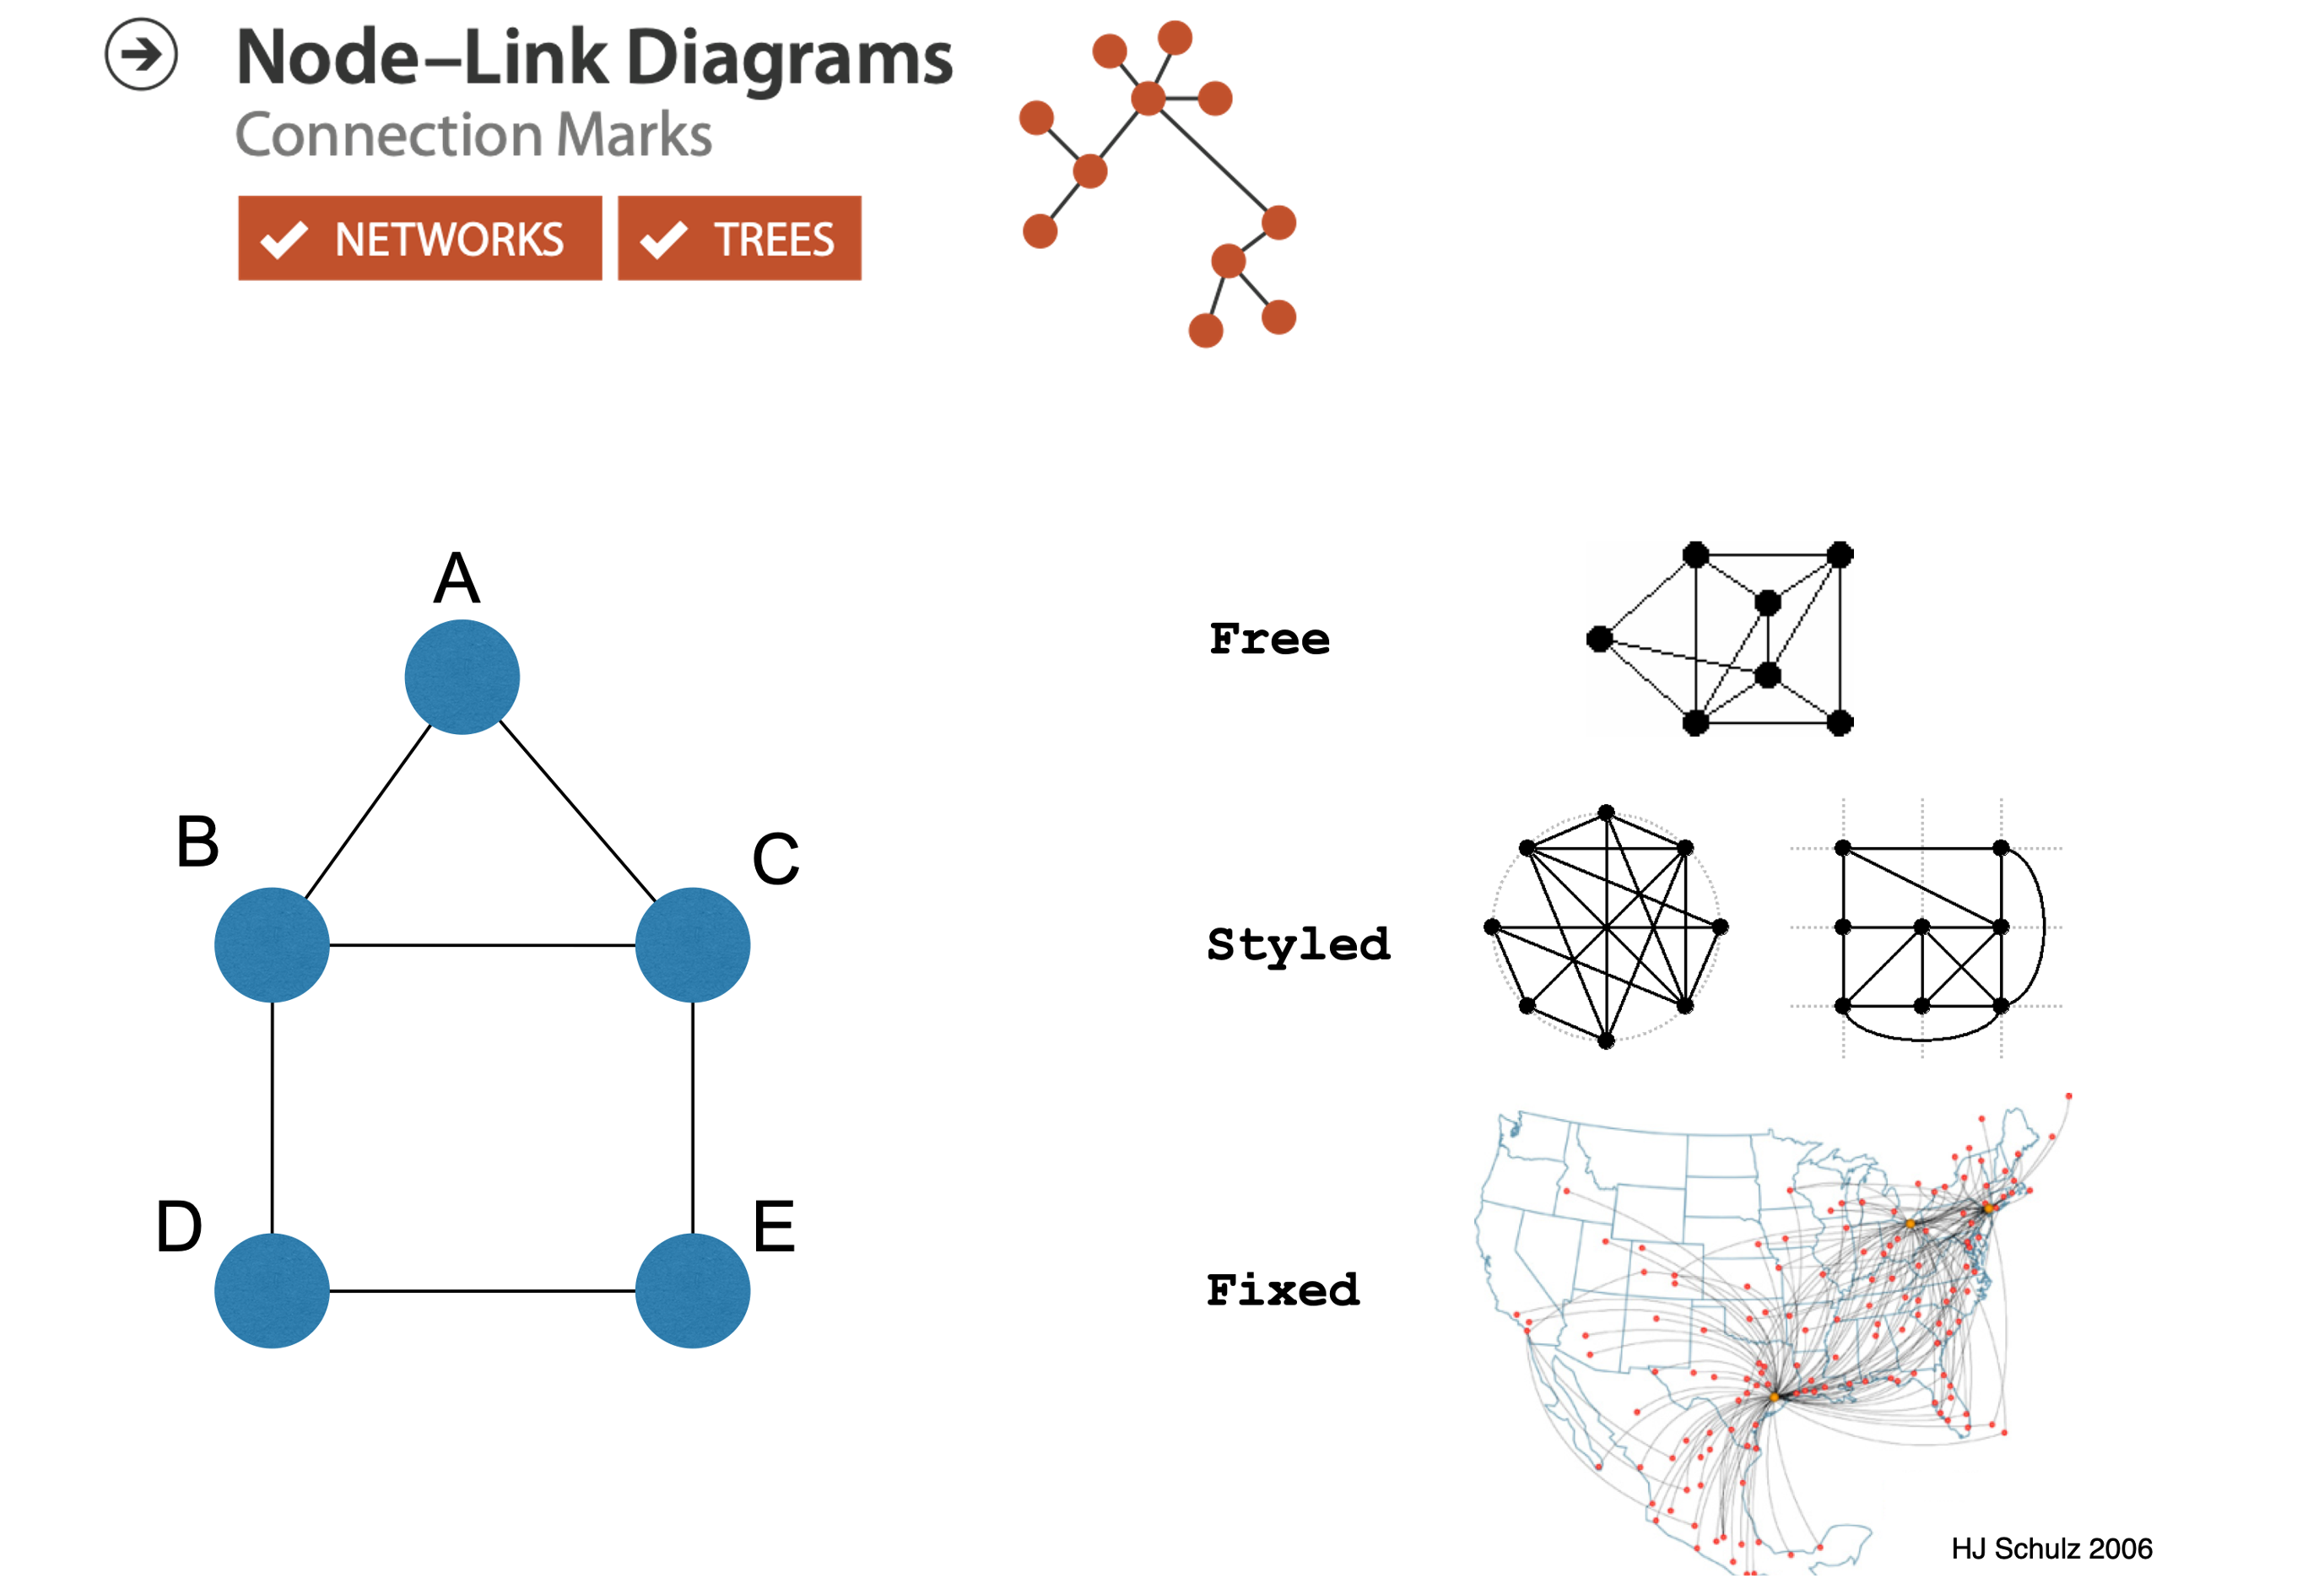 Node–Link Diagrams
Connection Marks
NETWORKS
TREES
A
B
C
D
E
Free
Styled
Fixed
HJ Schulz 2006